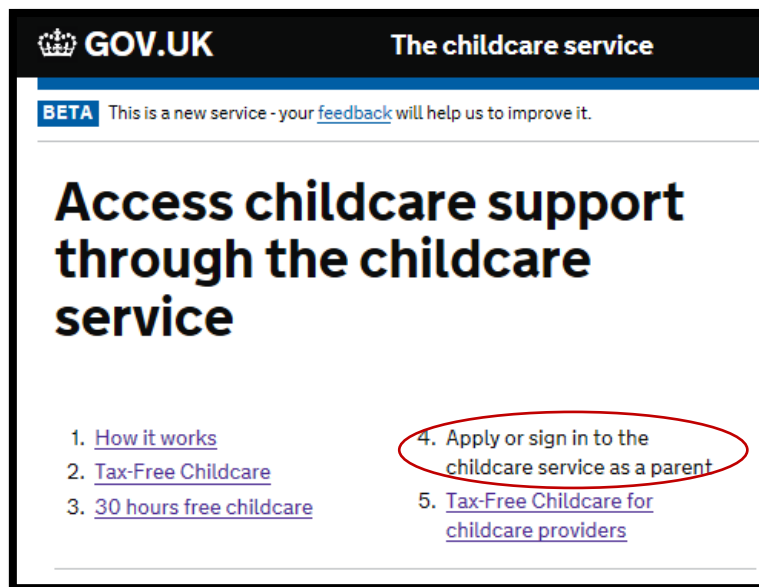 GOV.UK The childcare service
BETA This is a new service - your feedback will help us to improve it.
Access childcare support
through the childcare
service
1. How it works
2. Tax-Free Childcare
3. 30 hours free childcare
4. Apply or sign in to the
childcare service as a parent
5. Tax-Free Childcare for
childcare providers